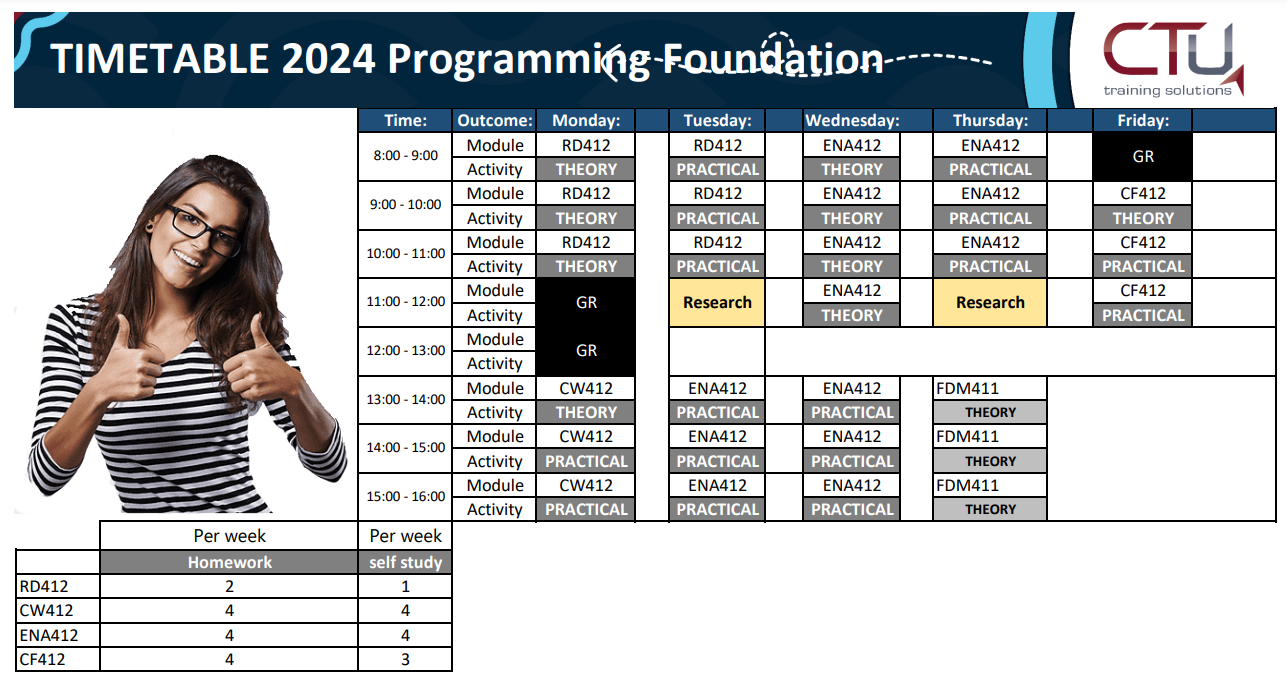 TIMETABLE 2024 Programming Foundation
CTU
training solutions
Time: Outcome: Monday: Tuesday: Wednesday: Thursday: Friday:
8:00 - 9:00 Module RD412 RD412 ENA412 ENA412 GR
Activity THEORY PRACTICAL THEORY PRACTICAL
9:00 - 10:00 Module RD412 RD412 ENA412 ENA412 CF412
Activity THEORY PRACTICAL THEORY PRACTICAL THEORY
10:00 - 11:00 Module RD412 RD412 ENA412 ENA412 CF412
Activity THEORY PRACTICAL THEORY PRACTICAL PRACTICAL
11:00 - 12:00 Module GR Research ENA412 Research CF412
Activity THEORY PRACTICAL
12:00 - 13:00 Module GR
Activity
13:00 - 14:00 Module CW412 ENA412 ENA412 FDM411
Activity THEORY PRACTICAL PRACTICAL THEORY
14:00 - 15:00 Module CW412 ENA412 ENA412 FDM411
Activity PRACTICAL PRACTICAL PRACTICAL THEORY
15:00 - 16:00 Module CW412 ENA412 ENA412 FDM411
Activity PRACTICAL PRACTICAL PRACTICAL THEORY
Per week Per week
Homework self study
RD412 2 1
CW412 4 4
ENA412 4 4
CF412 4 3